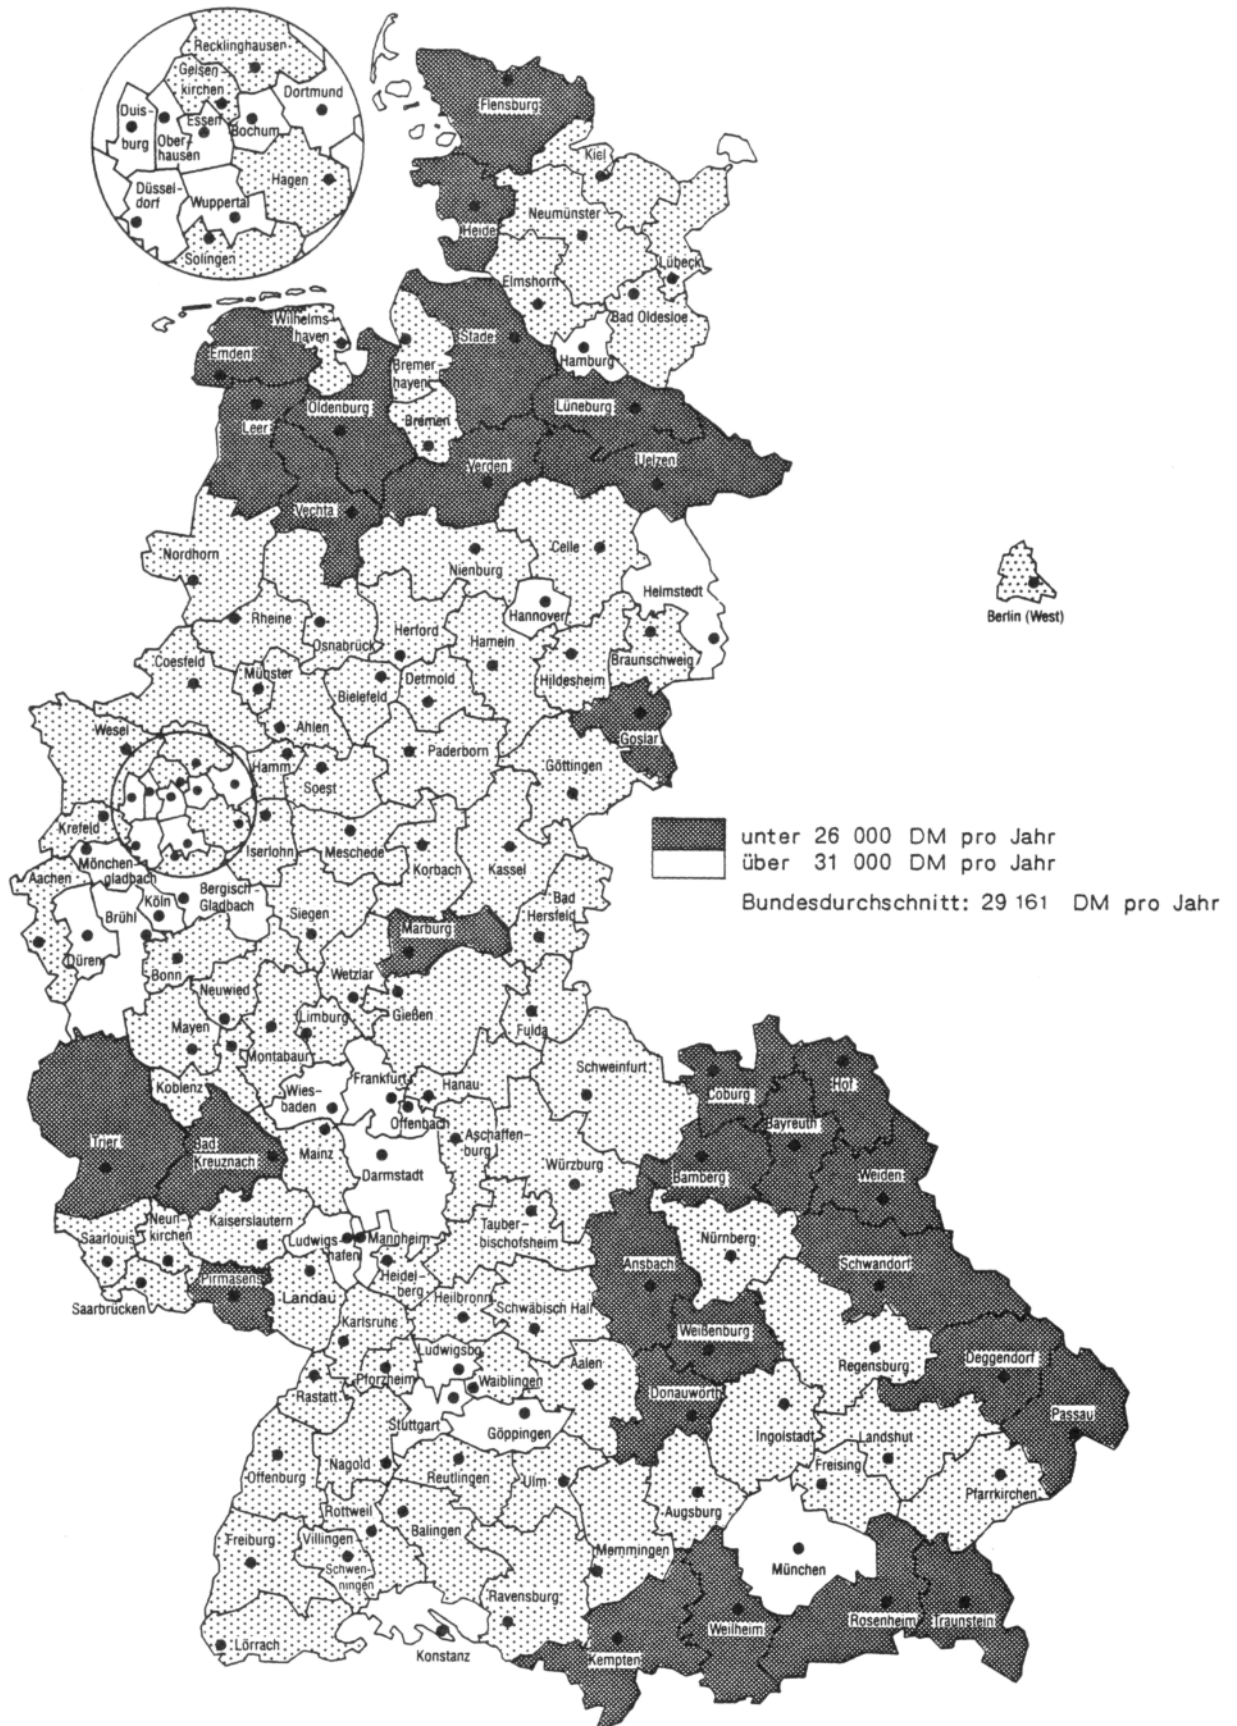 Recklinghausen
Gelsen
kirchen
Dortmund
Duis-
burg
Essen
Bochum
Ober-
hausen
Hagen
Düssel-
dorf
Wuppertal
Solingen
Flensburg
Kiel
Heide
Neumünster
Lübeck
Elmshorn
Bad Oldesloe
Wilhelms-
haven
Stade
Hamburg
Emden
Bremer-
haven
Oldenburg
Lüneburg
Leer
Bremen
Verden
Uelzen
Vechta
Nordhorn
Nienburg
Celle
Helmstedt
Hannover
Berlin (West)
Rheine
Osnabrück
Herford
Hameln
Braunschweig
Coesfeld
Münster
Bielefeld
Detmold
Hildesheim
Ahlen
Wesel
Paderborn
Goslar
Hamm
Soest
Göttingen
Krefeld
unter 26 000 DM pro Jahr
über 31 000 DM pro Jahr
Bundesdurchschnitt: 29 161 DM pro Jahr
Iserlohn
Meschede
Korbach
Kassel
Mönchen-
gladbach
Aachen
Bergisch
Gladbach
Köln
Brühl
Siegen
Bad
Hersfeld
Marburg
Düren
Bonn
Wetzlar
Neuwied
Gießen
Limburg
Mayen
Fulda
Montabaur
Schweinfurt
Koblenz
Wies-
baden
Frankfurt
Hanau
Offenbach
Coburg
Hof
Bayreuth
Trier
Bad
Kreuznach
Mainz
Aschaffen-
burg
Darmstadt
Würzburg
Bamberg
Weiden
Kaiserslautern
Neun-
kirchen
Saarlouis
Ludwigs-
hafen
Mannheim
Tauber-
bischofsheim
Nürnberg
Ansbach
Schwandorf
Pirmasens
Heidel-
berg
Landau
Saarbrücken
Heilbronn
Schwäbisch Hall
Karlsruhe
Weißenburg
Ludwigsbg
Regensburg
Deggendorf
Pforzheim
Waiblingen
Aalen
Rastatt
Donauwörth
Passau
Stuttgart
Göppingen
Ingolstadt
Landshut
Offenburg
Nagold
Reutlingen
Ulm
Freising
Pfarrkirchen
Augsburg
Rottweil
Balingen
Freiburg
Villingen
Schwen-
ningen
Memmingen
München
Ravensburg
Rosenheim
Traunstein
Weilheim
Lörrach
Konstanz
Kempten